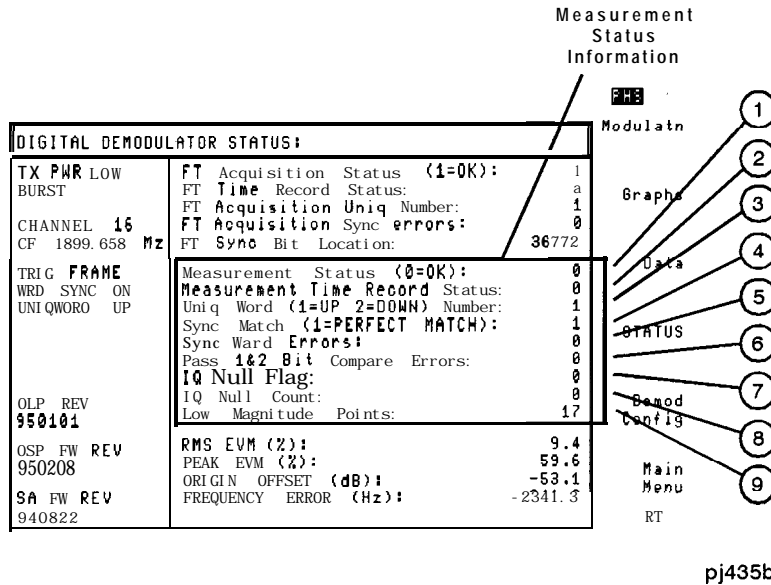 Measurement
Status
Information
PHS
Modulatn
Graphs
Data
STATUS
Demod
Config
Main
Menu
RT
DIGITAL DEMODULATOR STATUS:
TX PWR LOW
BURST
CHANNEL 16
CF 1899.658 Mz
TRIG FRAME
WRD SYNC ON
UNIQWORO UP
OLP REV
950101
OSP FW REV
950208
SA FW REV
940822
FT Acquisition Status (1=OK): 1
FT Time Record Status: a
FT Acquisition Uniq Number: 1
FT Acquisition Sync errors: 0
FT Sync Bit Location: 36772
Measurement Status (0=OK): 0
Measurement Time Record Status: 0
Uniq Word (1=UP 2=DOWN) Number: 1
Sync Match (1=PERFECT MATCH): 1
Sync Ward Errors: 0
Pass 1&2 Bit Compare Errors: 0
IQ Null Flag: 0
IQ Null Count: 0
Low Magnitude Points: 17
RMS EVM (%): 9.4
PEAK EVM (%): 59.6
ORIGIN OFFSET (dB): -53.1
FREQUENCY ERROR (Hz): -2341.3
1
2
3
4
5
6
7
8
9
pj435b